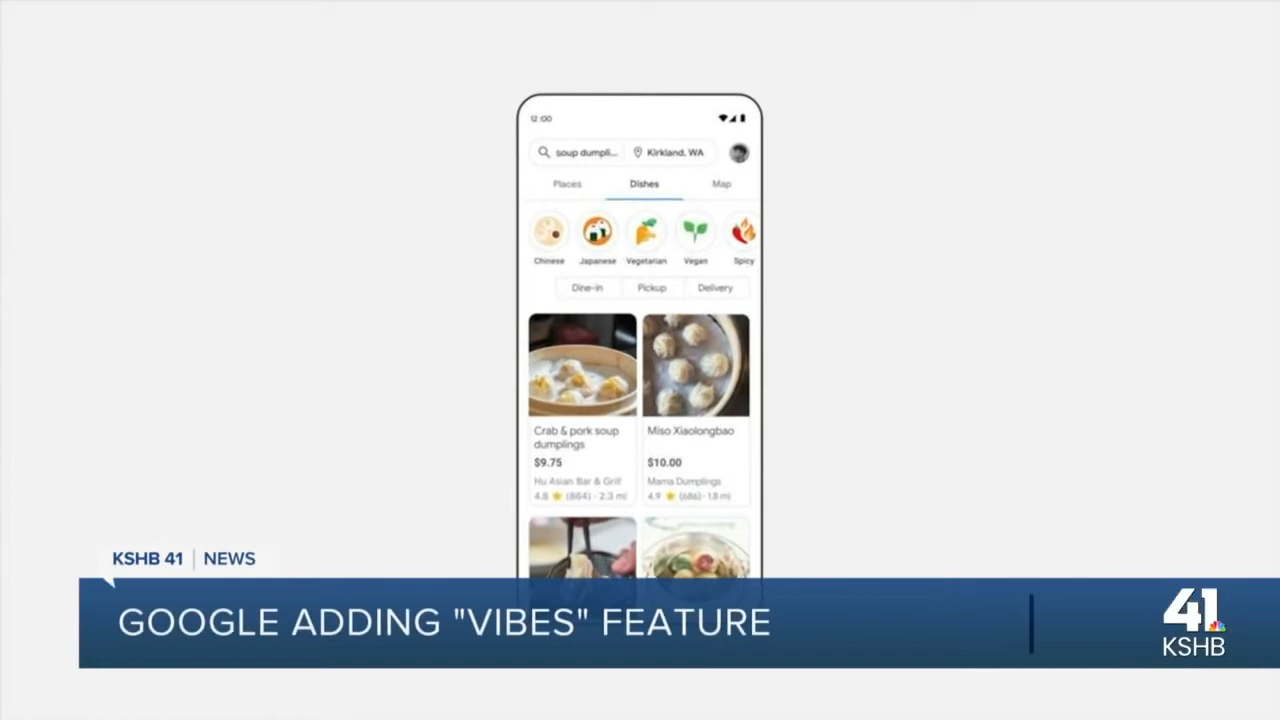 12:00
soup dumpli... Kirkland, WA
Places Dishes Map
Chinese Japanese Vegetarian Vegan Spicy
Dine-in Pickup Delivery
Crab & pork soup
dumplings
$9.75
Hu Asian Bar & Grill
4.8 (864) · 2.3 mi
Miso Xiaolongbao
$10.00
Mama Dumplings
4.9 (686) · 1.8 mi
KSHB 41 | NEWS
GOOGLE ADDING "VIBES" FEATURE
41
KSHB